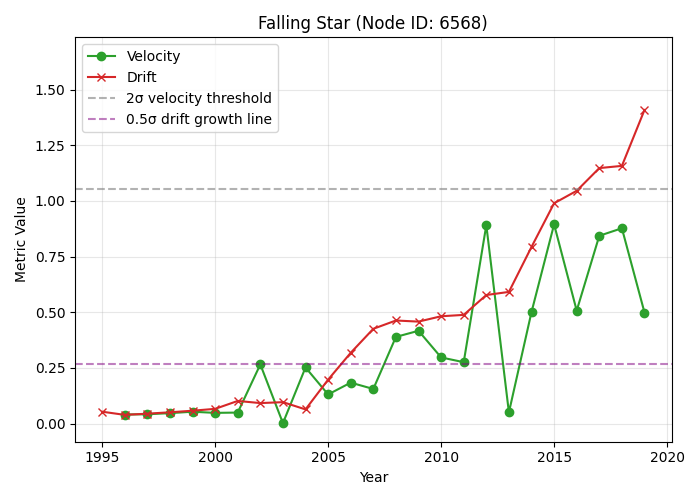 Falling Star (Node ID: 6568)
Velocity
Drift
2σ velocity threshold
0.5σ drift growth line
Metric Value
1.50
1.25
1.00
0.75
0.50
0.25
0.00
1995 2000 2005 2010 2015 2020
Year